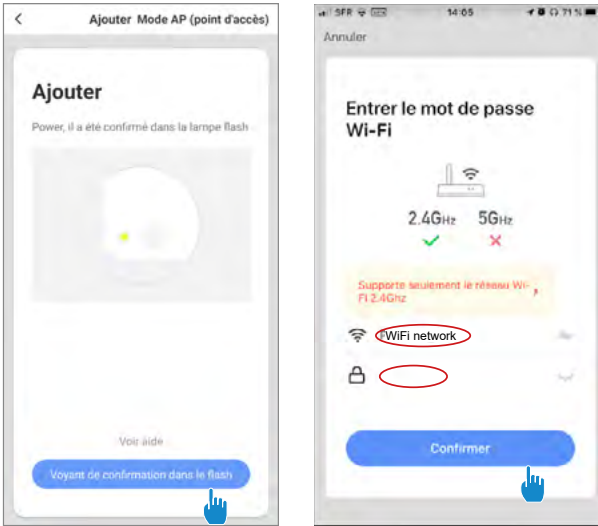 Ajouter Mode AP (point d'accès)
Ajouter
Power, il a été confirmé dans la lampe flash
Voir aide
Voyant de confirmation dans le flash
SFR 14:05 71 %
Annuler
Entrer le mot de passe
Wi-Fi
2.4GHz 5GHz
Supporte seulement le réseau Wi-
Fi 2.4Ghz
WiFi network
Confirmer